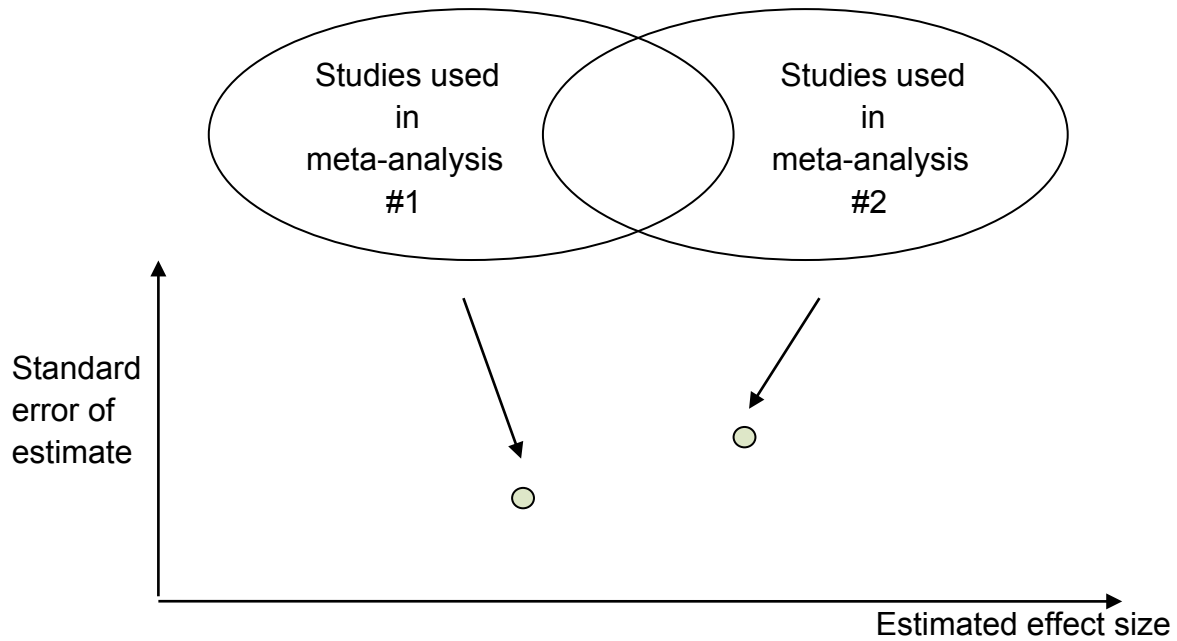 Studies used
in
meta-analysis
#1
Studies used
in
meta-analysis
#2
Standard
error of
estimate
Estimated effect size